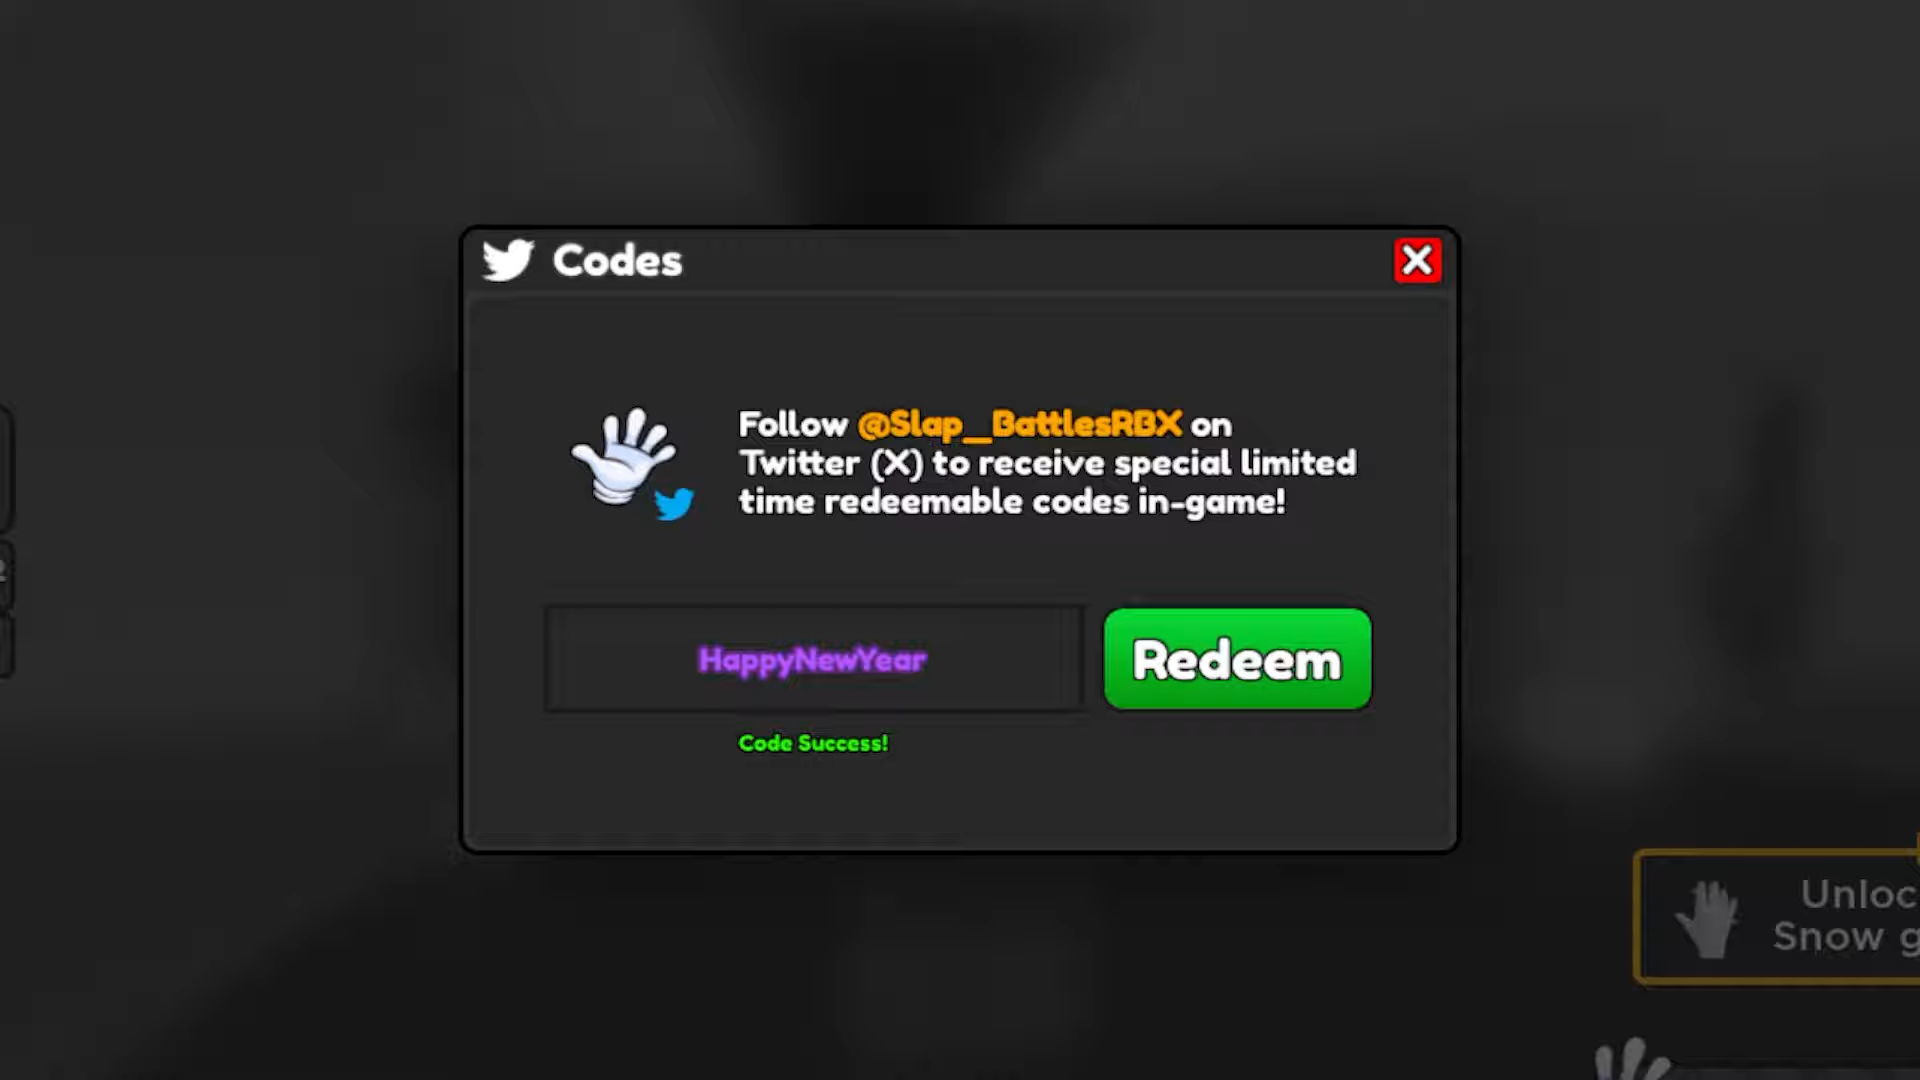 Codes
Follow @Slap_BattlesRBX on
Twitter (X) to receive special limited
time redeemable codes in-game!
HappyNewYear
Redeem
Code Success!
Unloc
Snow g